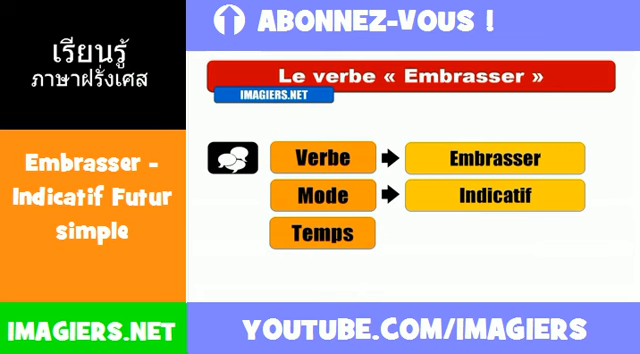 เรียนรู้
ภาษาฝรั่งเศส
Embrasser -
Indicatif Futur
simple
IMAGIERS.NET
ABONNEZ-VOUS !
Le verbe « Embrasser »
IMAGIERS.NET
Verbe Embrasser
Mode Indicatif
Temps
YOUTUBE.COM/IMAGIERS